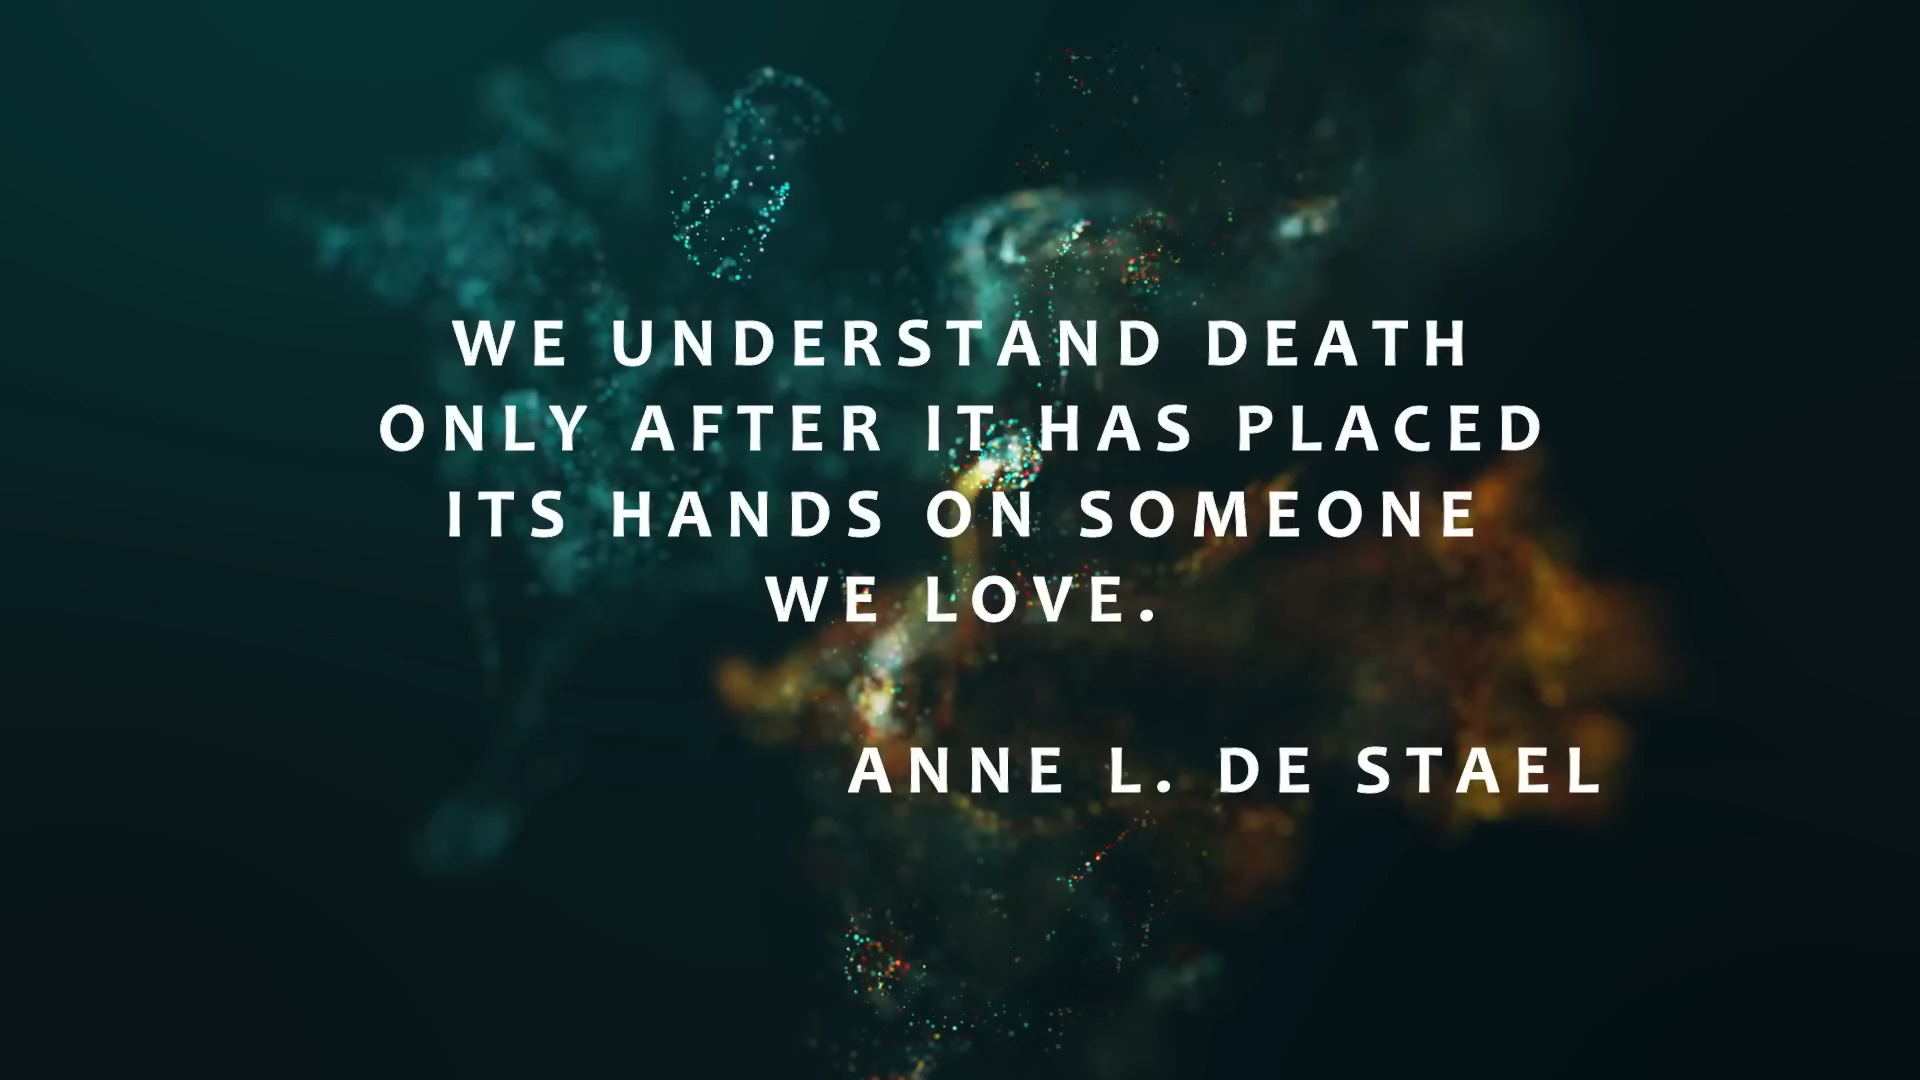 WE UNDERSTAND DEATH
ONLY AFTER IT HAS PLACED
ITS HANDS ON SOMEONE
WE LOVE.
ANNE L. DE STAEL